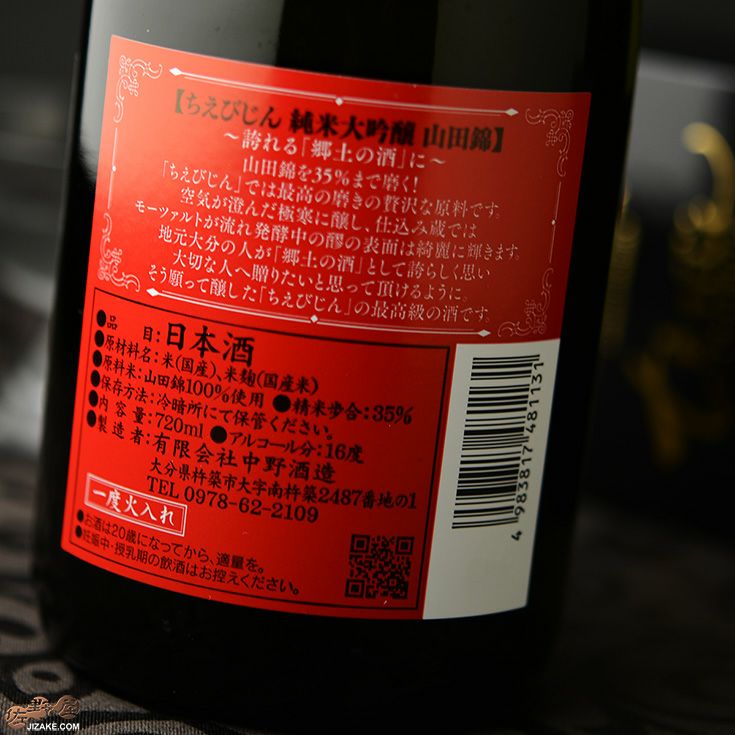 【ちえびじん 純米大吟醸 山田錦】
～誇れる「郷土の酒」に～
山田錦を35%まで磨く!
「ちえびじん」では最高の磨きの贅沢な原料です。
空気が澄んだ極寒に醸し、仕込み蔵では
モーツァルトが流れ発酵中の醪の表面は綺麗に輝きます。
地元大分の人が「郷土の酒」として誇らしく思い
大切な人へ贈りたいと思って頂けるように。
そう願って醸した「ちえびじん」の最高級の酒です。
●品目:日本酒
●原材料名:米(国産)、米麹(国産米)
●原料米:山田錦100%使用 ●精米歩合:35%
●保存方法:冷暗所にて保管ください。
●内容量:720ml ●アルコール分:16度
●製造者:有限会社中野酒造
大分県杵築市大字南杵築2487番地の1
TEL 0978-62-2109
一度火入れ
●お酒は20歳になってから、適量を。
●妊娠中・授乳期の飲酒はお控えください。
4 983817 481131
佐野屋
JIZAKE.COM